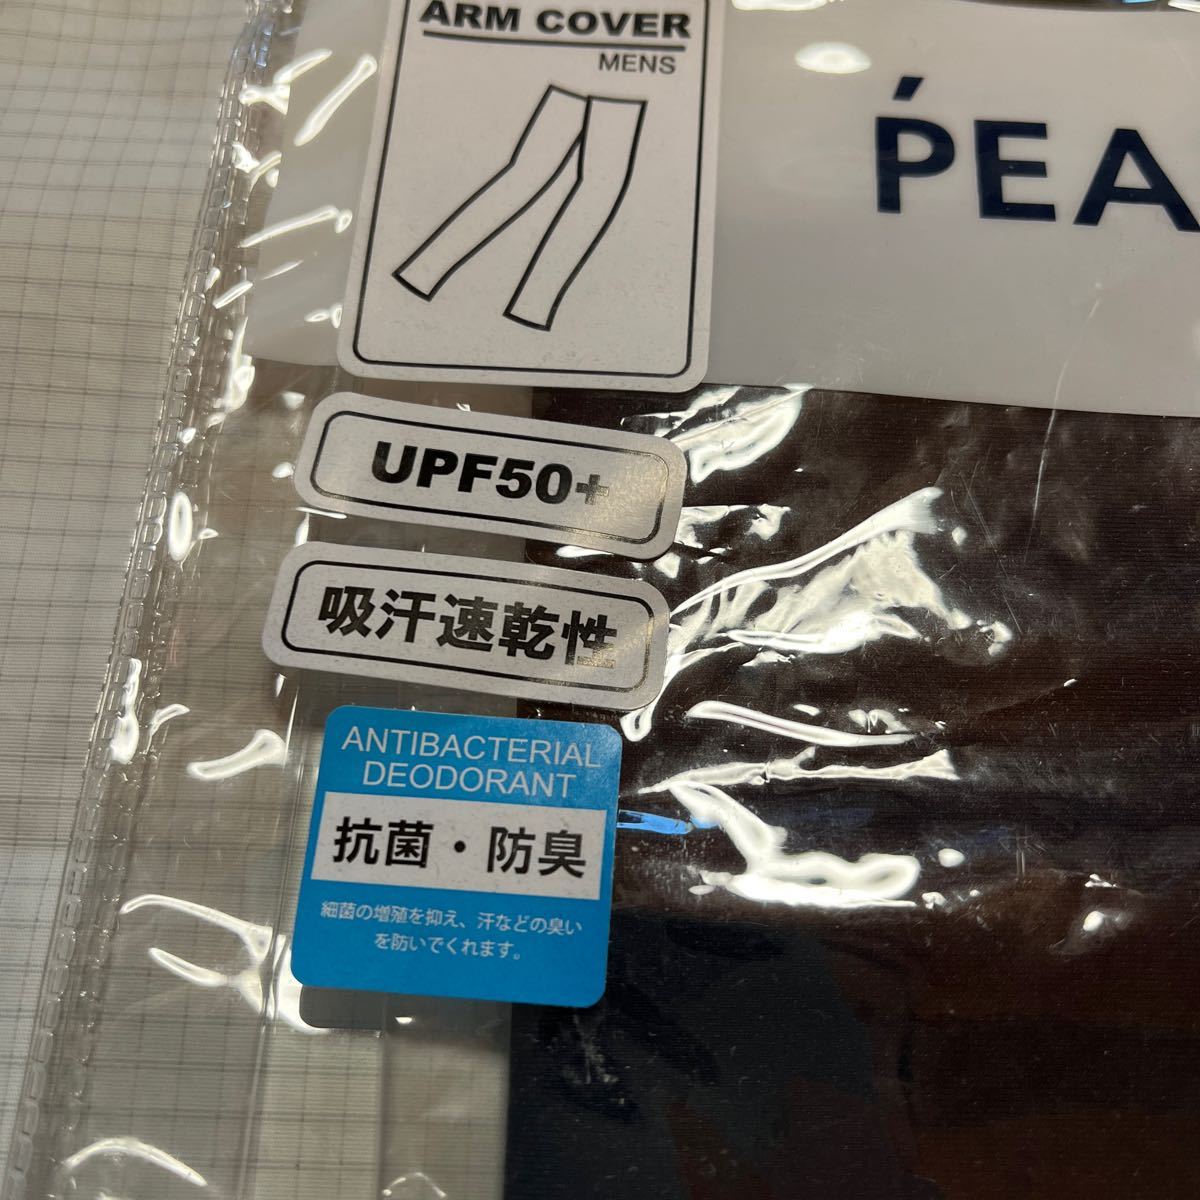 ARM COVER
MENS
ṔEA
UPF50+
吸汗速乾性
ANTIBACTERIAL
DEODORANT
抗菌・防臭
細菌の増殖を抑え、汗などの臭い
を防いでくれます。